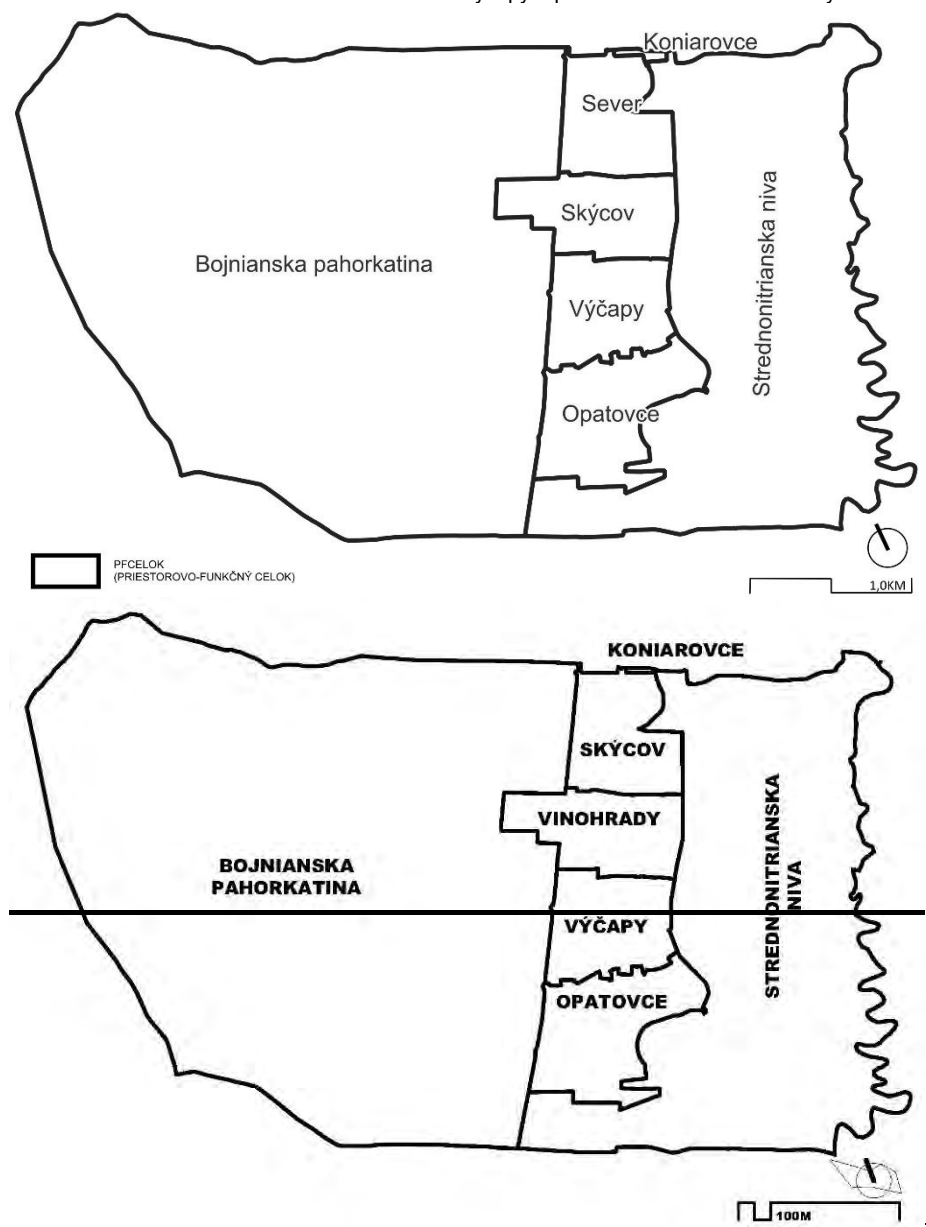 Koniarovce
Sever
Skýcov
Strednonitrianska niva
Bojnianska pahorkatina
Výčapy
Opatovce
PFCELOK
(PRIESTOROVO-FUNKČNÝ CELOK)
1,0KM
KONIAROVCE
SKÝCOV
VINOHRADY
STREDNONITRIANSKA
NIVA
BOJNIANSKA
PAHORKATINA
VÝČAPY
OPATOVCE
100M